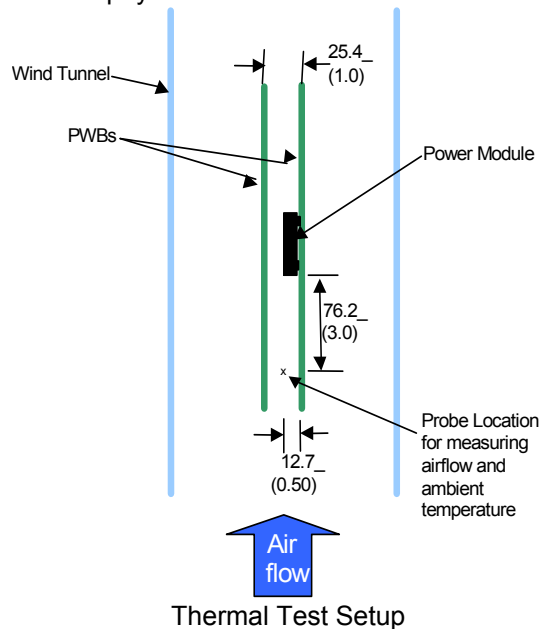 25.4_
(1.0)
Wind Tunnel
PWBs
Power Module
76.2_
(3.0)
x
Probe Location
for measuring
airflow and
ambient
temperature
12.7_
(0.50)
Air
flow
Thermal Test Setup